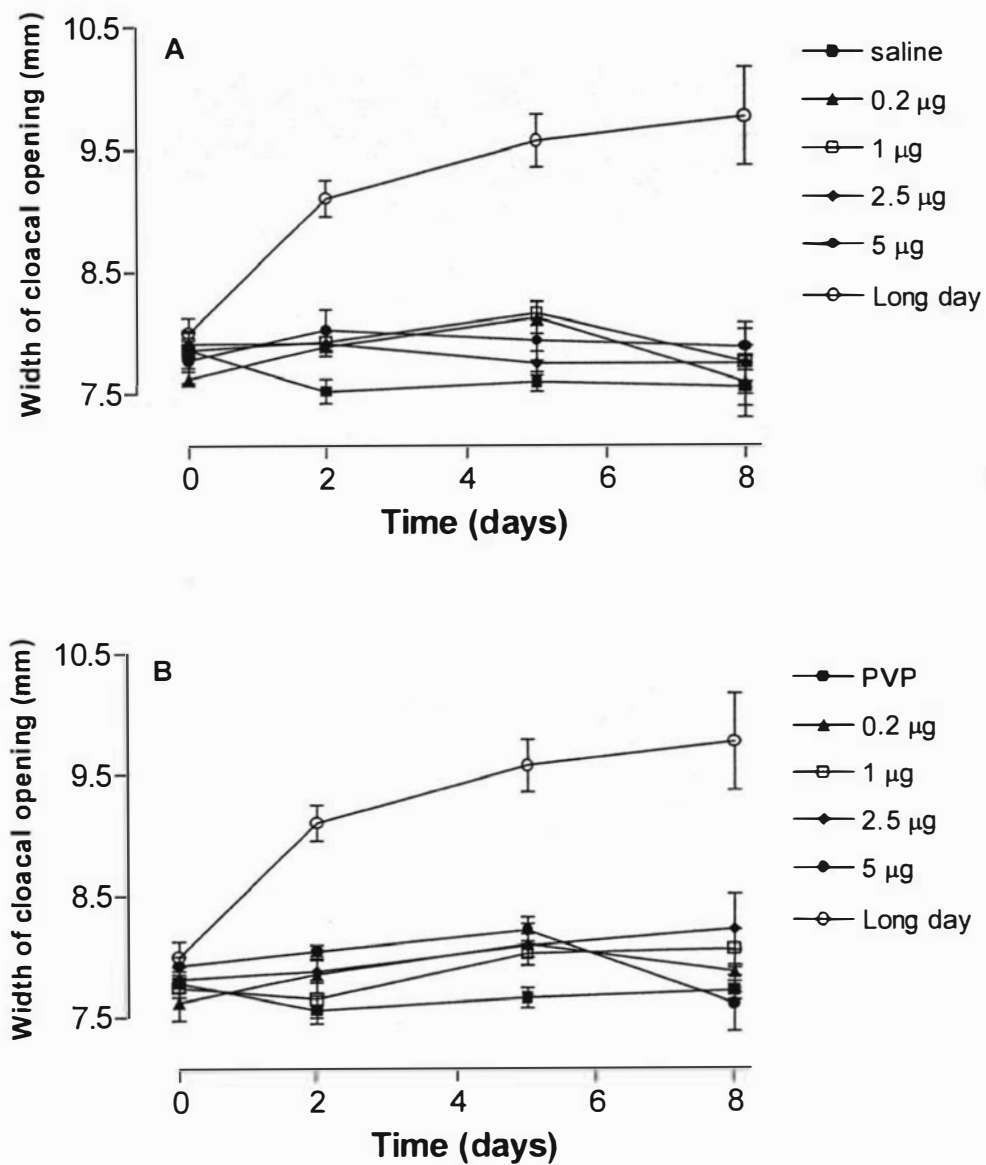 10.5
9.5
8.5
7.5
Width of cloacal opening (mm)
A
saline
0.2 µg
1 µg
2.5 µg
5 µg
Long day
0
2
4
6
8
Time (days)
10.5
9.5
8.5
7.5
Width of cloacal opening (mm)
B
PVP
0.2 µg
1 µg
2.5 µg
5 µg
Long day
0
2
4
6
8
Time (days)